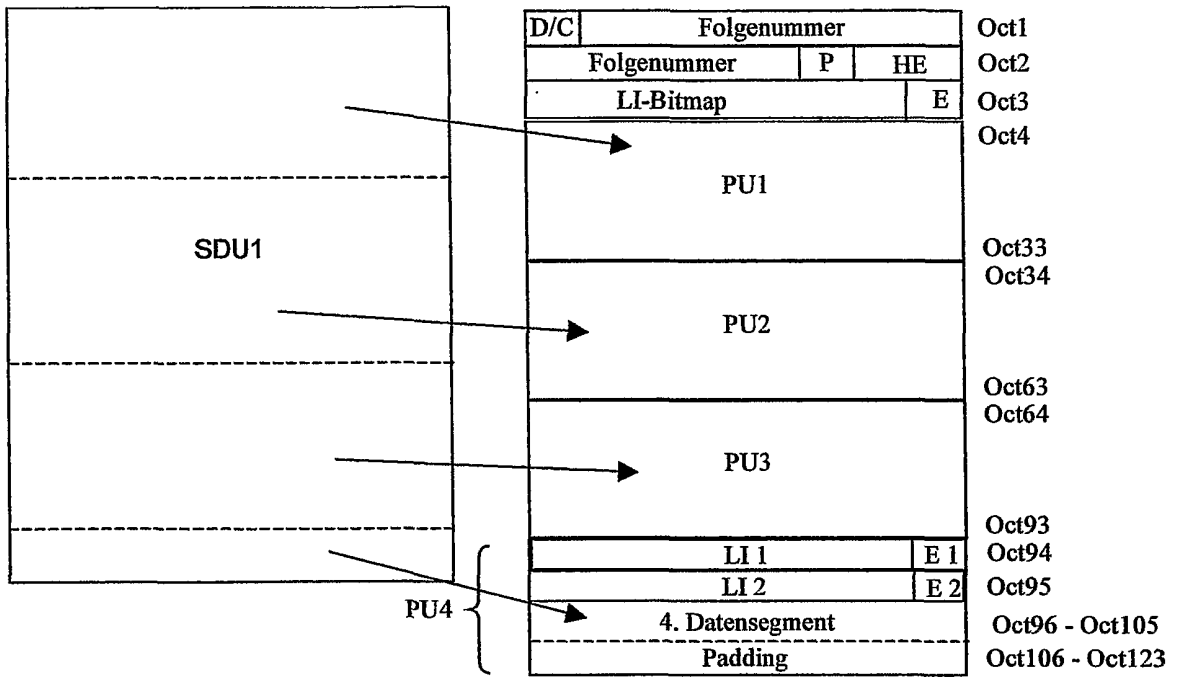 D/C Folgenummer Oct1
Folgenummer P HE Oct2
LI-Bitmap E Oct3
Oct4
PU1
SDU1
Oct33
Oct34
PU2
Oct63
Oct64
PU3
Oct93
LI 1 E 1 Oct94
LI 2 E 2 Oct95
PU4
4. Datensegment Oct96 - Oct105
Padding Oct106 - Oct123